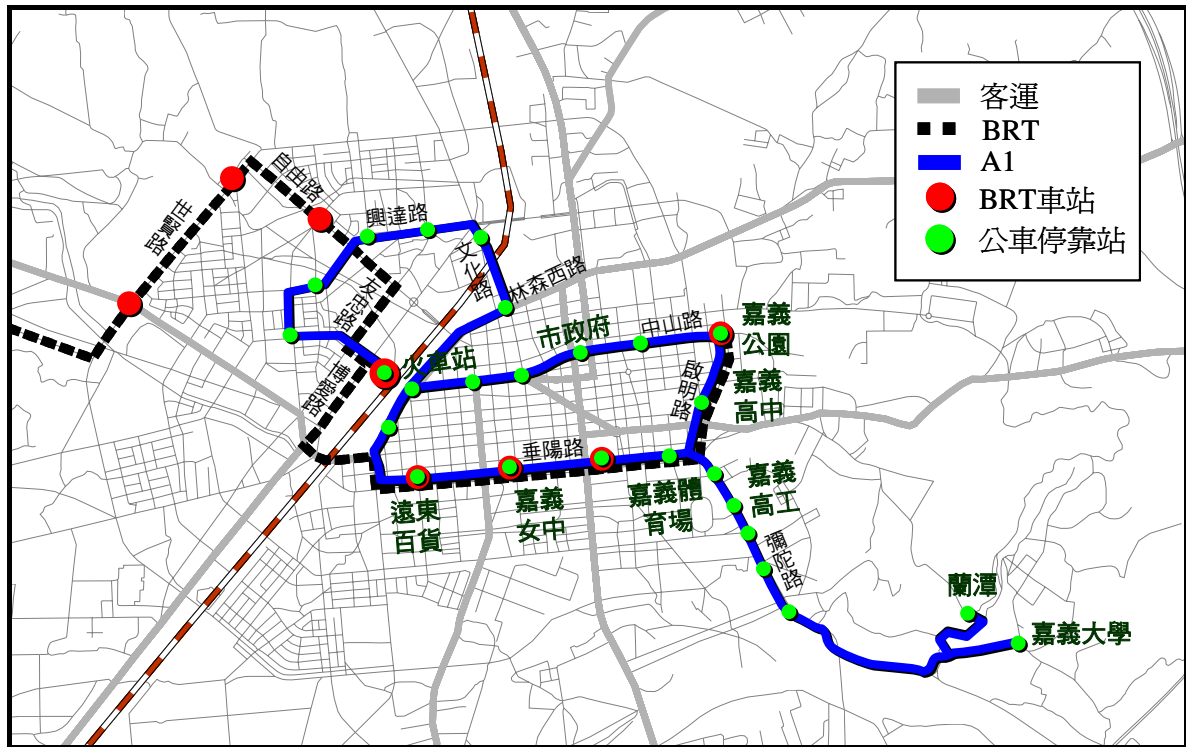 客運
BRT
A1
BRT車站
公車停靠站
自由路
世賢路
興達路
文化路
林森西路
友忠路
火車站
市政府
中山路
嘉義
公園
啟明路
嘉義
高中
博愛路
垂陽路
遠東
百貨
嘉義
女中
嘉義體
育場
嘉義
高工
彌陀路
蘭潭
嘉義大學